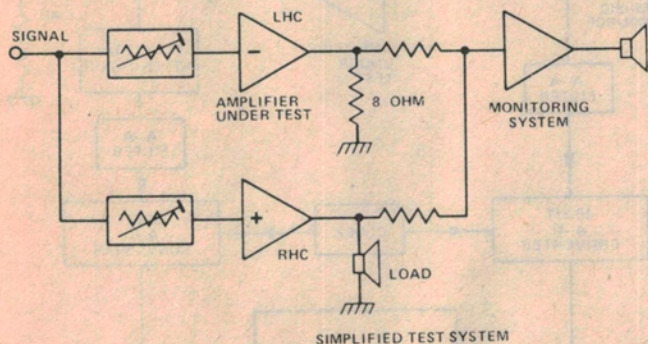 SIGNAL
LHC
AMPLIFIER
UNDER TEST
8 OHM
MONITORING
SYSTEM
RHC
LOAD
SIMPLIFIED TEST SYSTEM